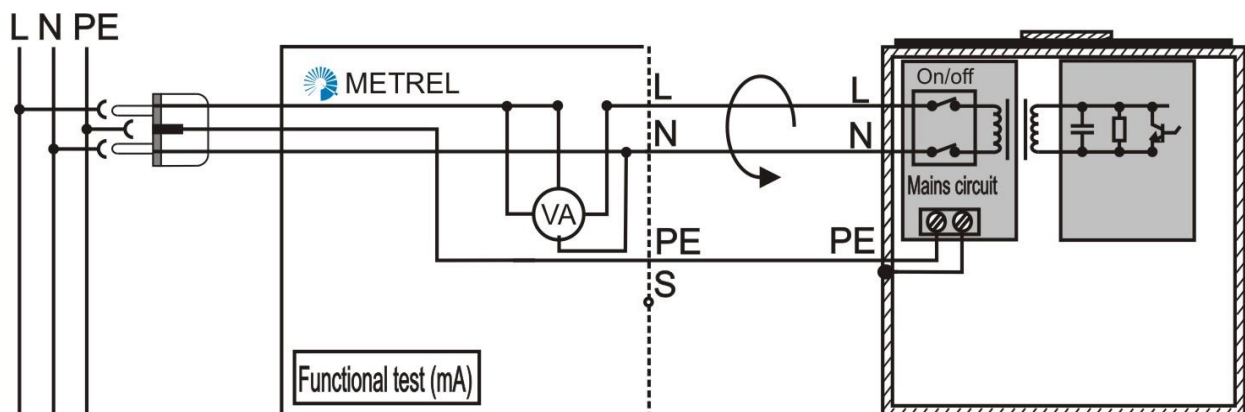 L N PE
METREL
L
N
VA
PE
S
Functional test (mA)
L
N
PE
On/off
Mains circuit